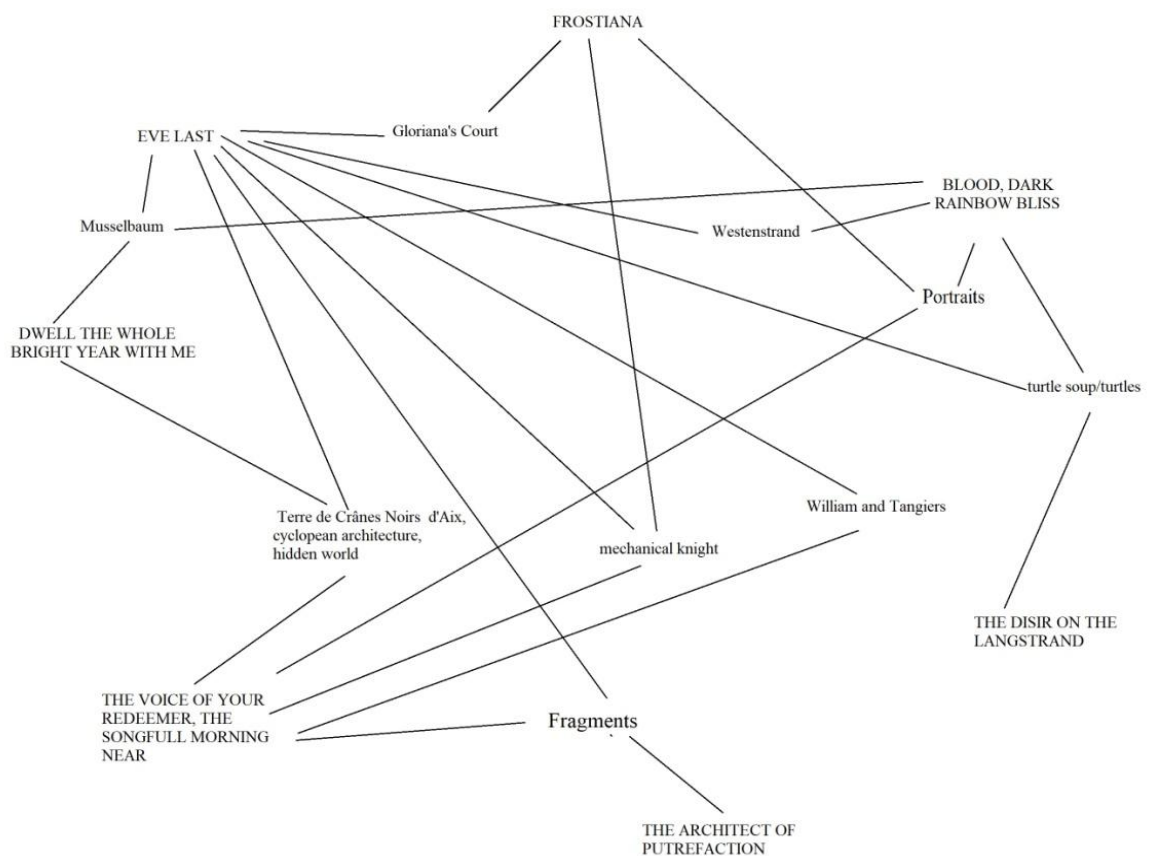 FROSTIANA
Gloriana's Court
EVE LAST
BLOOD, DARK
RAINBOW BLISS
Musselbaum
Westenstrand
Portraits
DWELL THE WHOLE
BRIGHT YEAR WITH ME
turtle soup/turtles
Terre de Crânes Noirs d'Aix,
cyclopean architecture,
hidden world
William and Tangiers
mechanical knight
THE DISIR ON THE
LANGSTRAND
THE VOICE OF YOUR
REDEEMER, THE
SONGFULL MORNING
NEAR
Fragments
THE ARCHITECT OF
PUTREFACTION